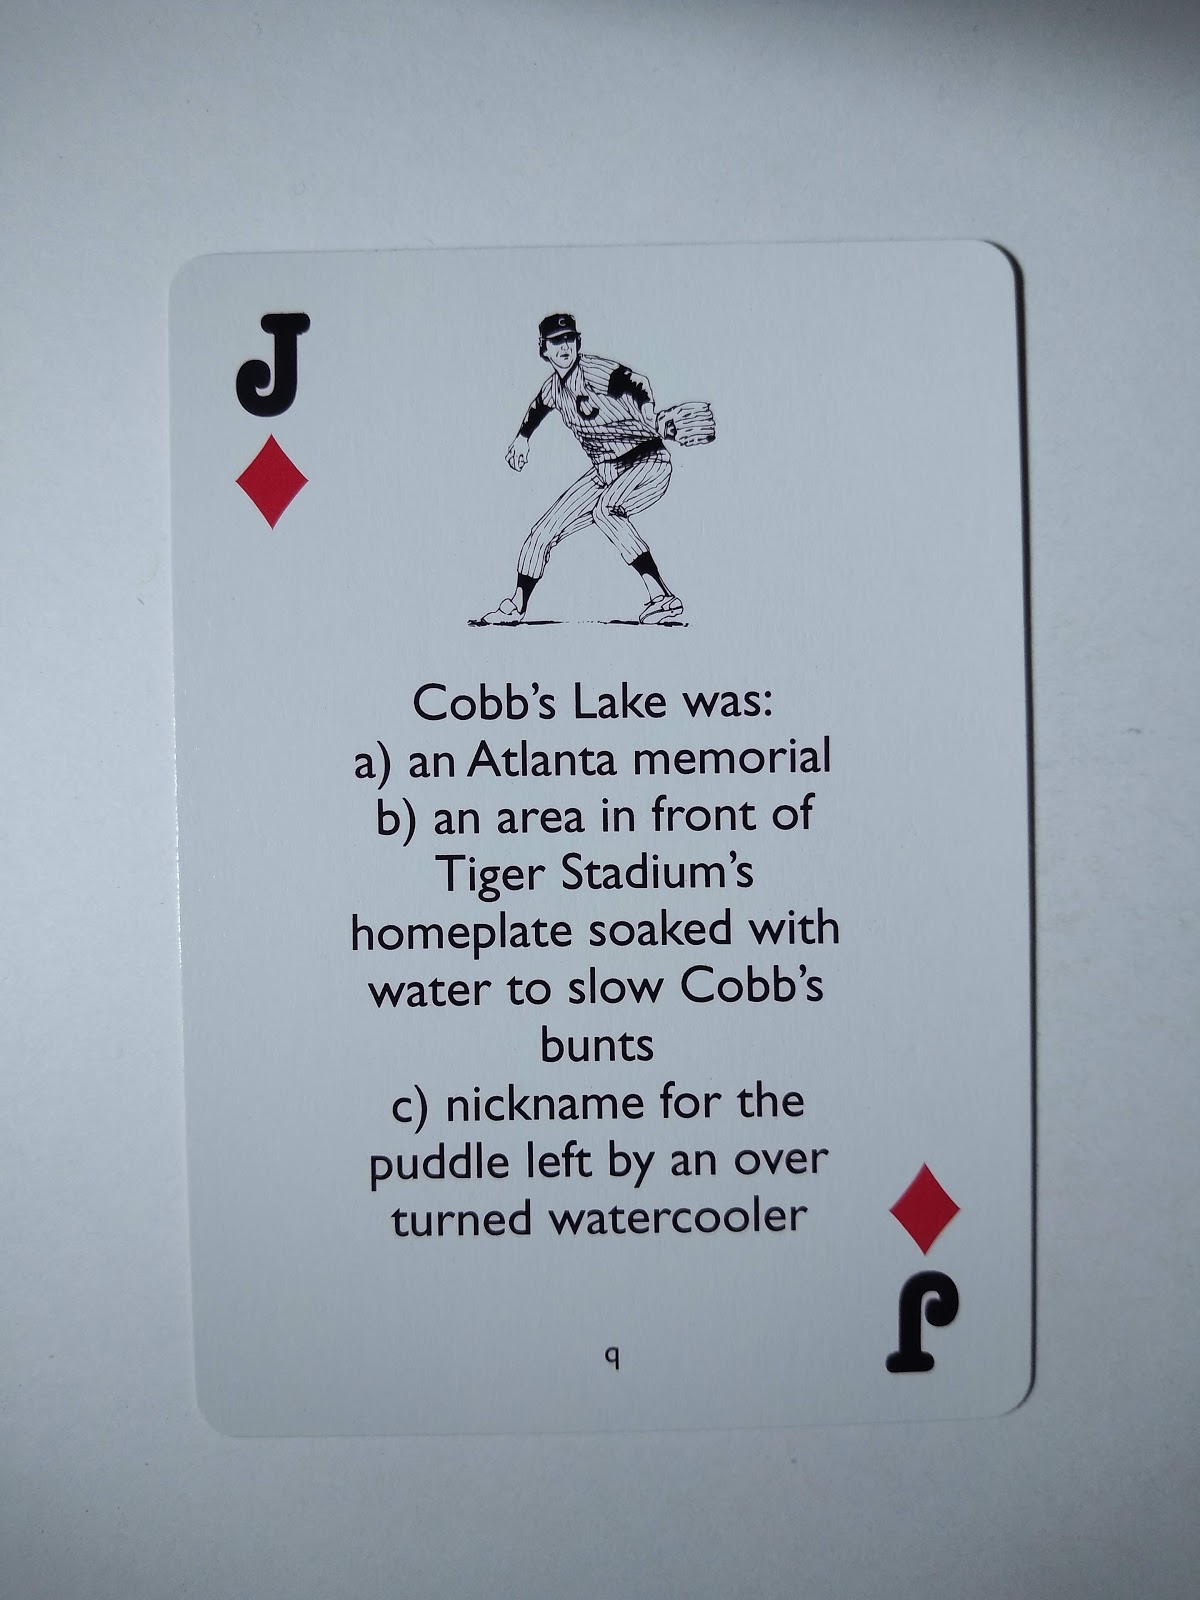 J
C
C
Cobb's Lake was:
a) an Atlanta memorial
b) an area in front of
Tiger Stadium's
homeplate soaked with
water to slow Cobb's
bunts
c) nickname for the
puddle left by an over
turned watercooler
b
J